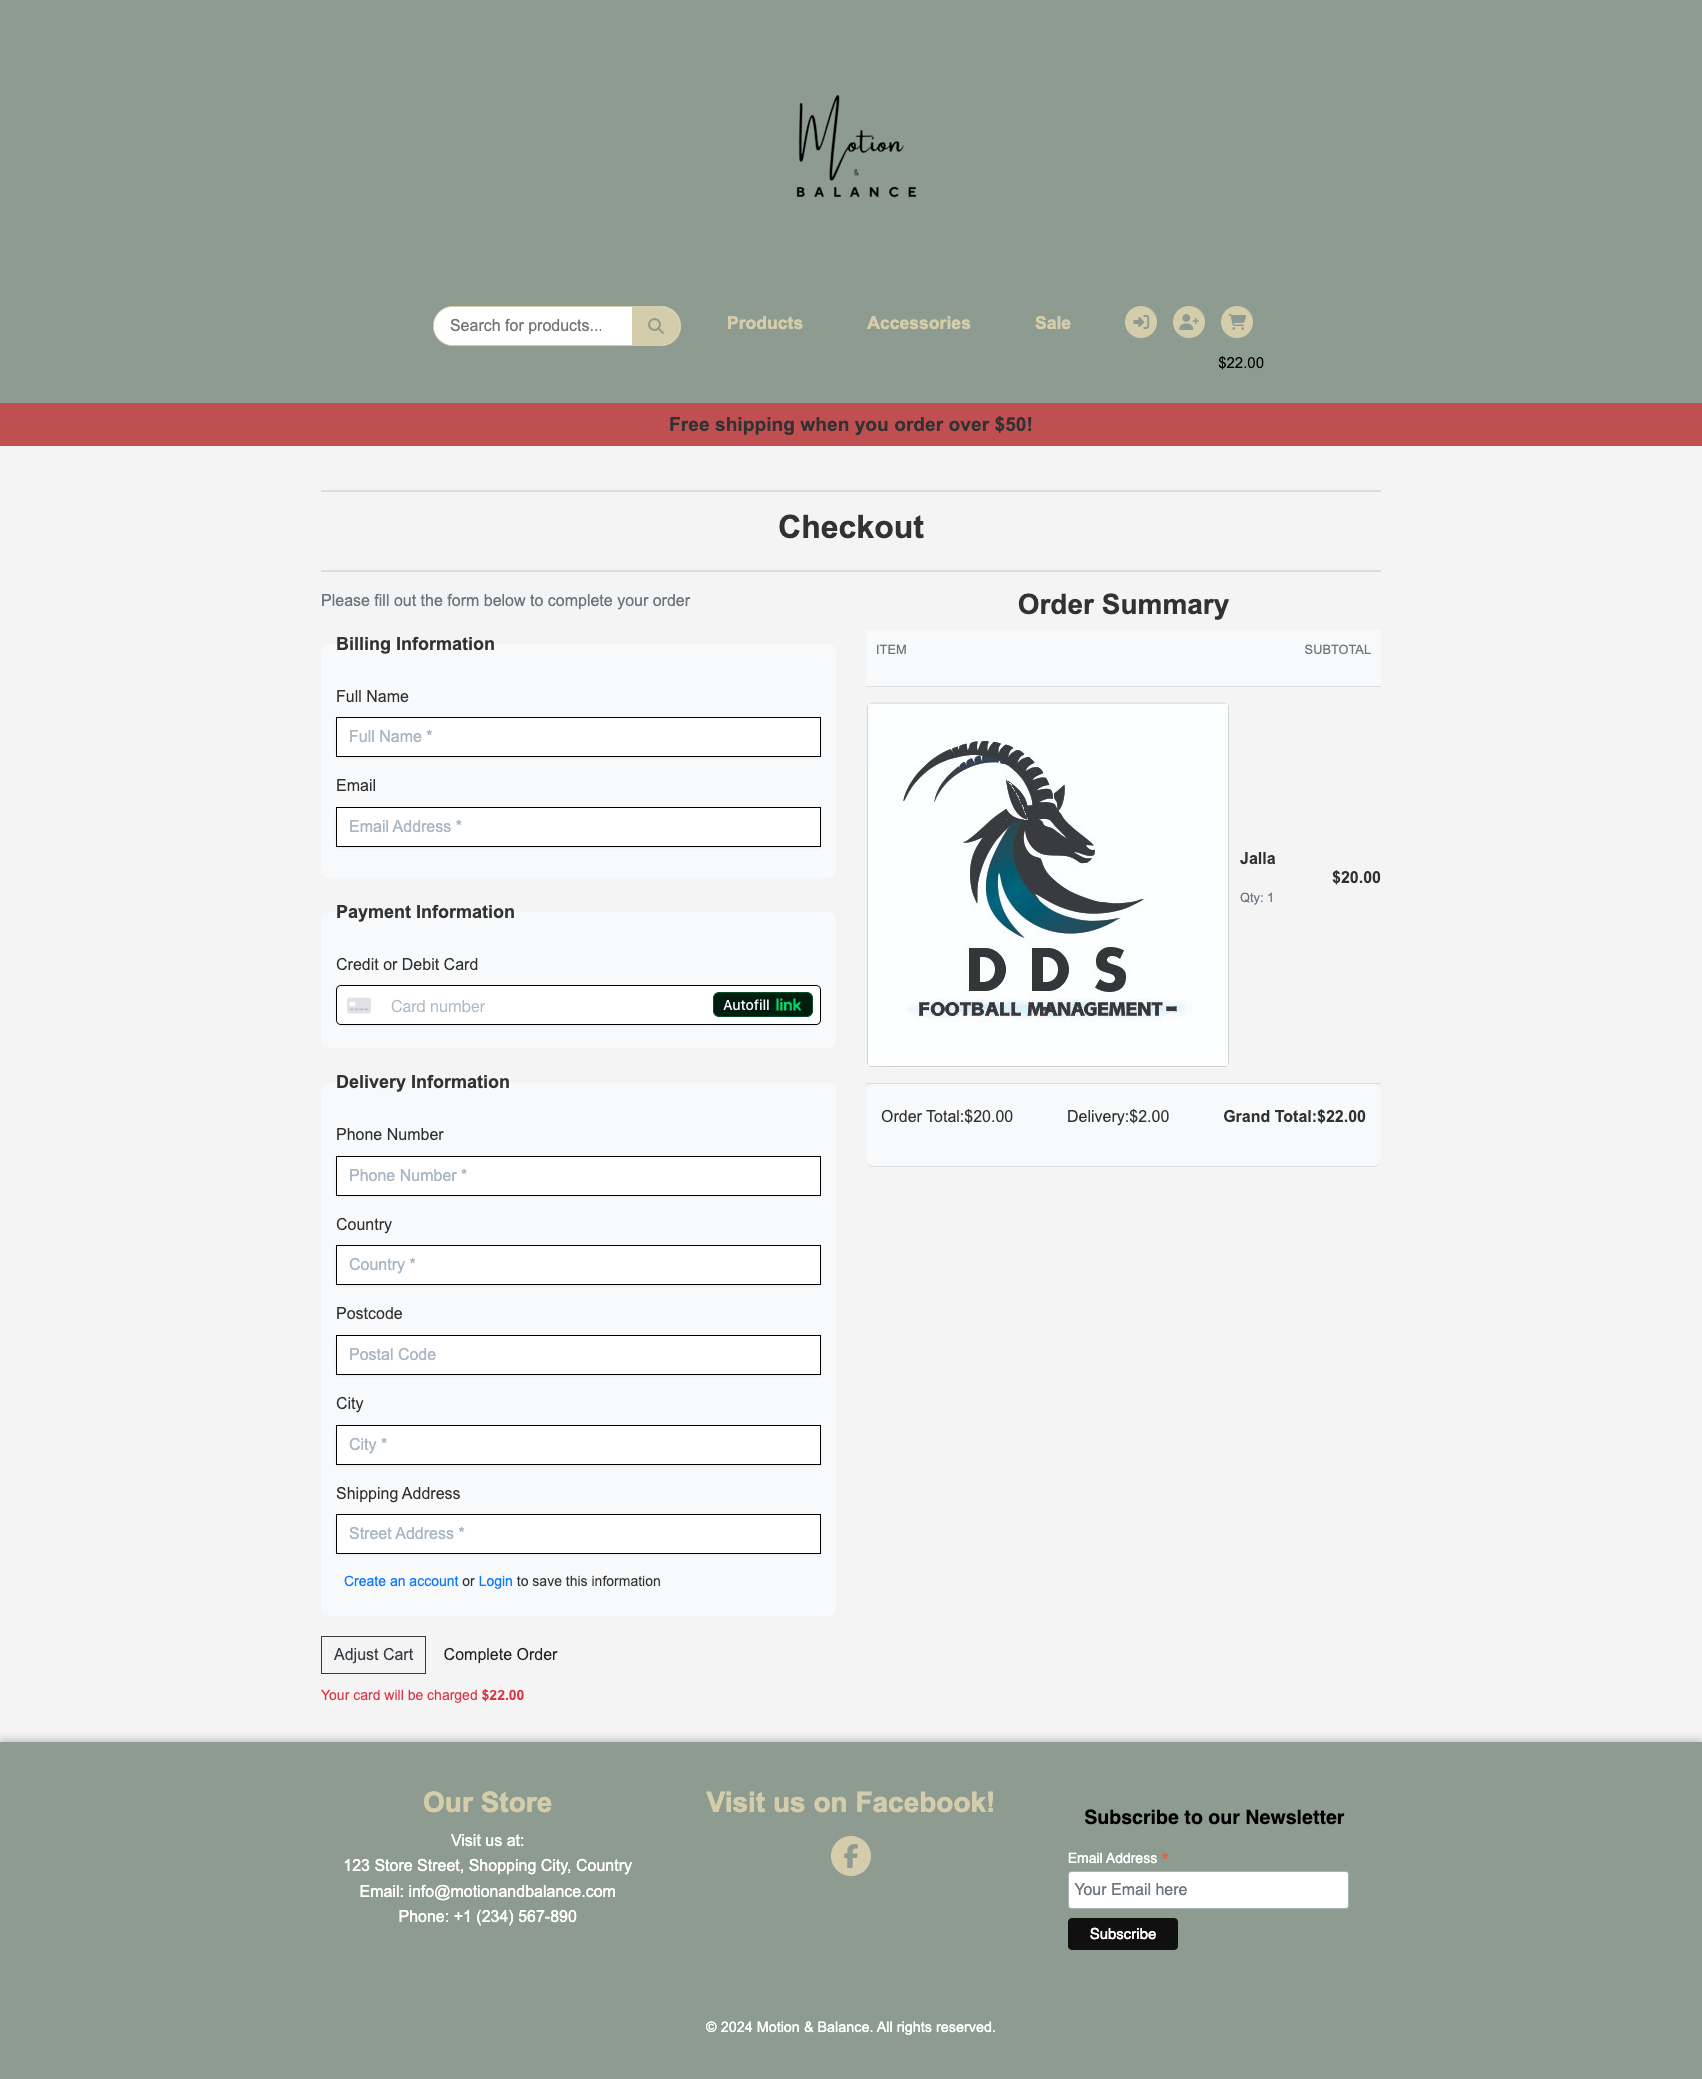 Motion
&
BALANCE
Search for products...
Products
Accessories
Sale
$22.00
Free shipping when you order over $50!
Checkout
Please fill out the form below to complete your order
Billing Information
Full Name
Full Name *
Email
Email Address *
Payment Information
Credit or Debit Card
Card number
Autofill link
Delivery Information
Phone Number
Phone Number *
Country
Country *
Postcode
Postal Code
City
City *
Shipping Address
Street Address *
Create an account or Login to save this information
Adjust Cart
Complete Order
Your card will be charged $22.00
Order Summary
ITEM SUBTOTAL
DDS
FOOTBALL MANAGEMENT
Jalla
Qty: 1
$20.00
Order Total:$20.00 Delivery:$2.00 Grand Total:$22.00
Our Store
Visit us at:
123 Store Street, Shopping City, Country
Email: info@motionandbalance.com
Phone: +1 (234) 567-890
Visit us on Facebook!
Subscribe to our Newsletter
Email Address *
Your Email here
Subscribe
© 2024 Motion & Balance. All rights reserved.